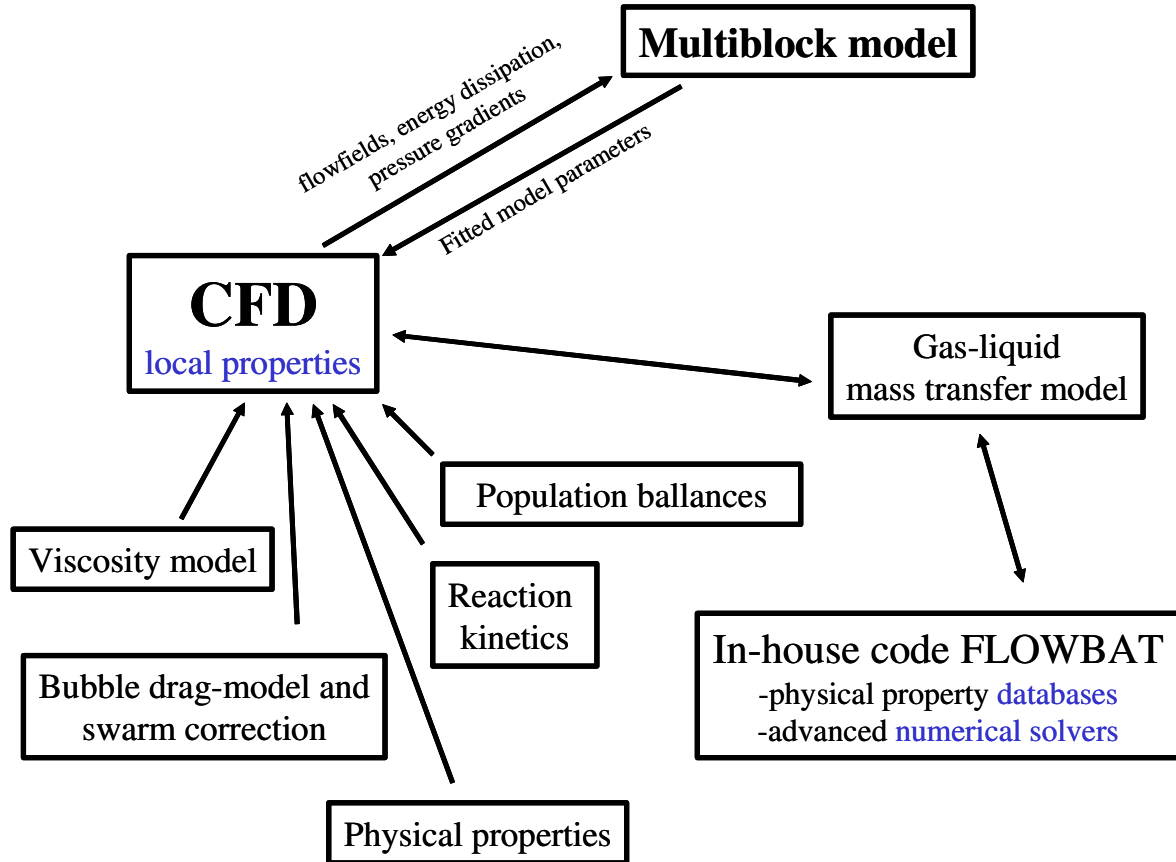 Multiblock model
flowfields, energy dissipation,
pressure gradients
Fitted model parameters
CFD
local properties
Gas-liquid
mass transfer model
Population ballances
Viscosity model
Reaction
kinetics
In-house code FLOWBAT
-physical property databases
-advanced numerical solvers
Bubble drag-model and
swarm correction
Physical properties